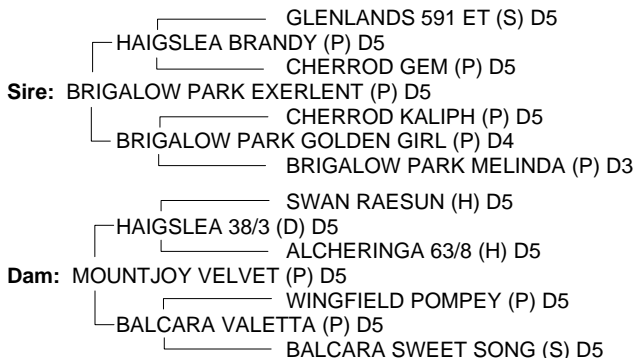 GLENLANDS 591 ET (S) D5
HAIGSLEA BRANDY (P) D5
CHERROD GEM (P) D5
Sire: BRIGALOW PARK EXERLENT (P) D5
CHERROD KALIPH (P) D5
BRIGALOW PARK GOLDEN GIRL (P) D4
BRIGALOW PARK MELINDA (P) D3
SWAN RAESUN (H) D5
HAIGSLEA 38/3 (D) D5
ALCHERINGA 63/8 (H) D5
Dam: MOUNTJOY VELVET (P) D5
WINGFIELD POMPEY (P) D5
BALCARA VALETTA (P) D5
BALCARA SWEET SONG (S) D5